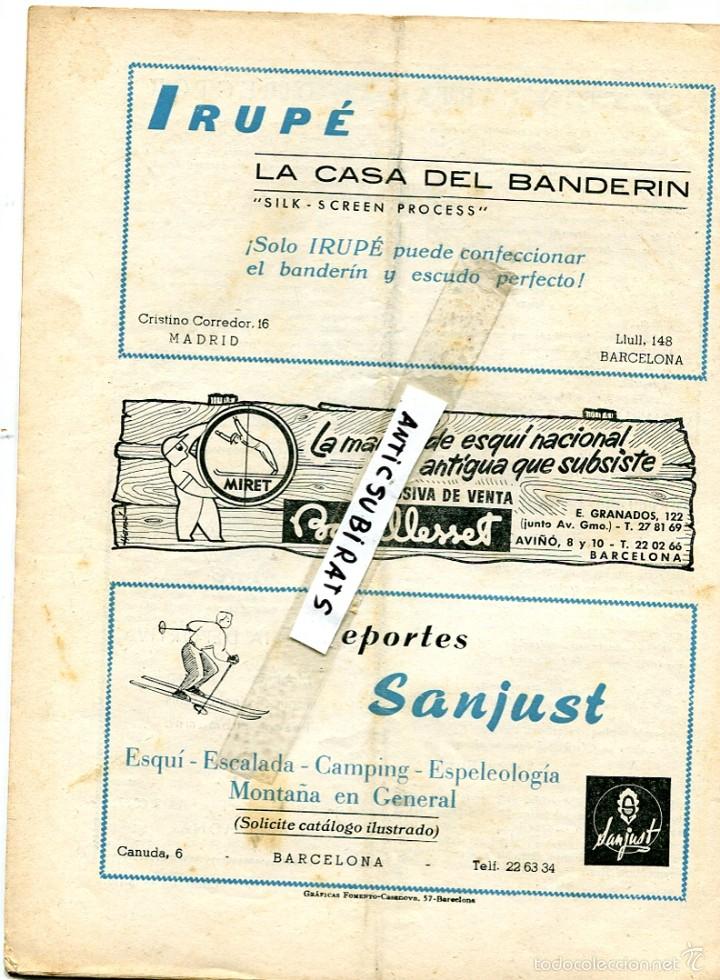 IRUPÉ
LA CASA DEL BANDERIN
"SILK - SCREEN PROCESS"
¡Solo IRUPÉ puede confeccionar
el banderín y escudo perfecto!
Cristino Corredor, 16
MADRID
Llull, 148
BARCELONA
MIRET
La de esquí nacional
antigua que subsiste
SIVA DE VENTA
E. GRANADOS, 122
(junto Av. Gmo.) - T. 27 81 69
AVIÑÓ, 8 y 10 - T. 22 02 66
BARCELONA
ANTICSUBIRATS
eportes
Sanjust
Esquí - Escalada - Camping - Espeleología
Montaña en General
(Solicite catálogo ilustrado)
Sanjust
Canuda, 6 - BARCELONA - Telf. 22 63 34
GRÁFICAS FOMENTO-Casanova, 57-Barcelona
todocoleccion.net